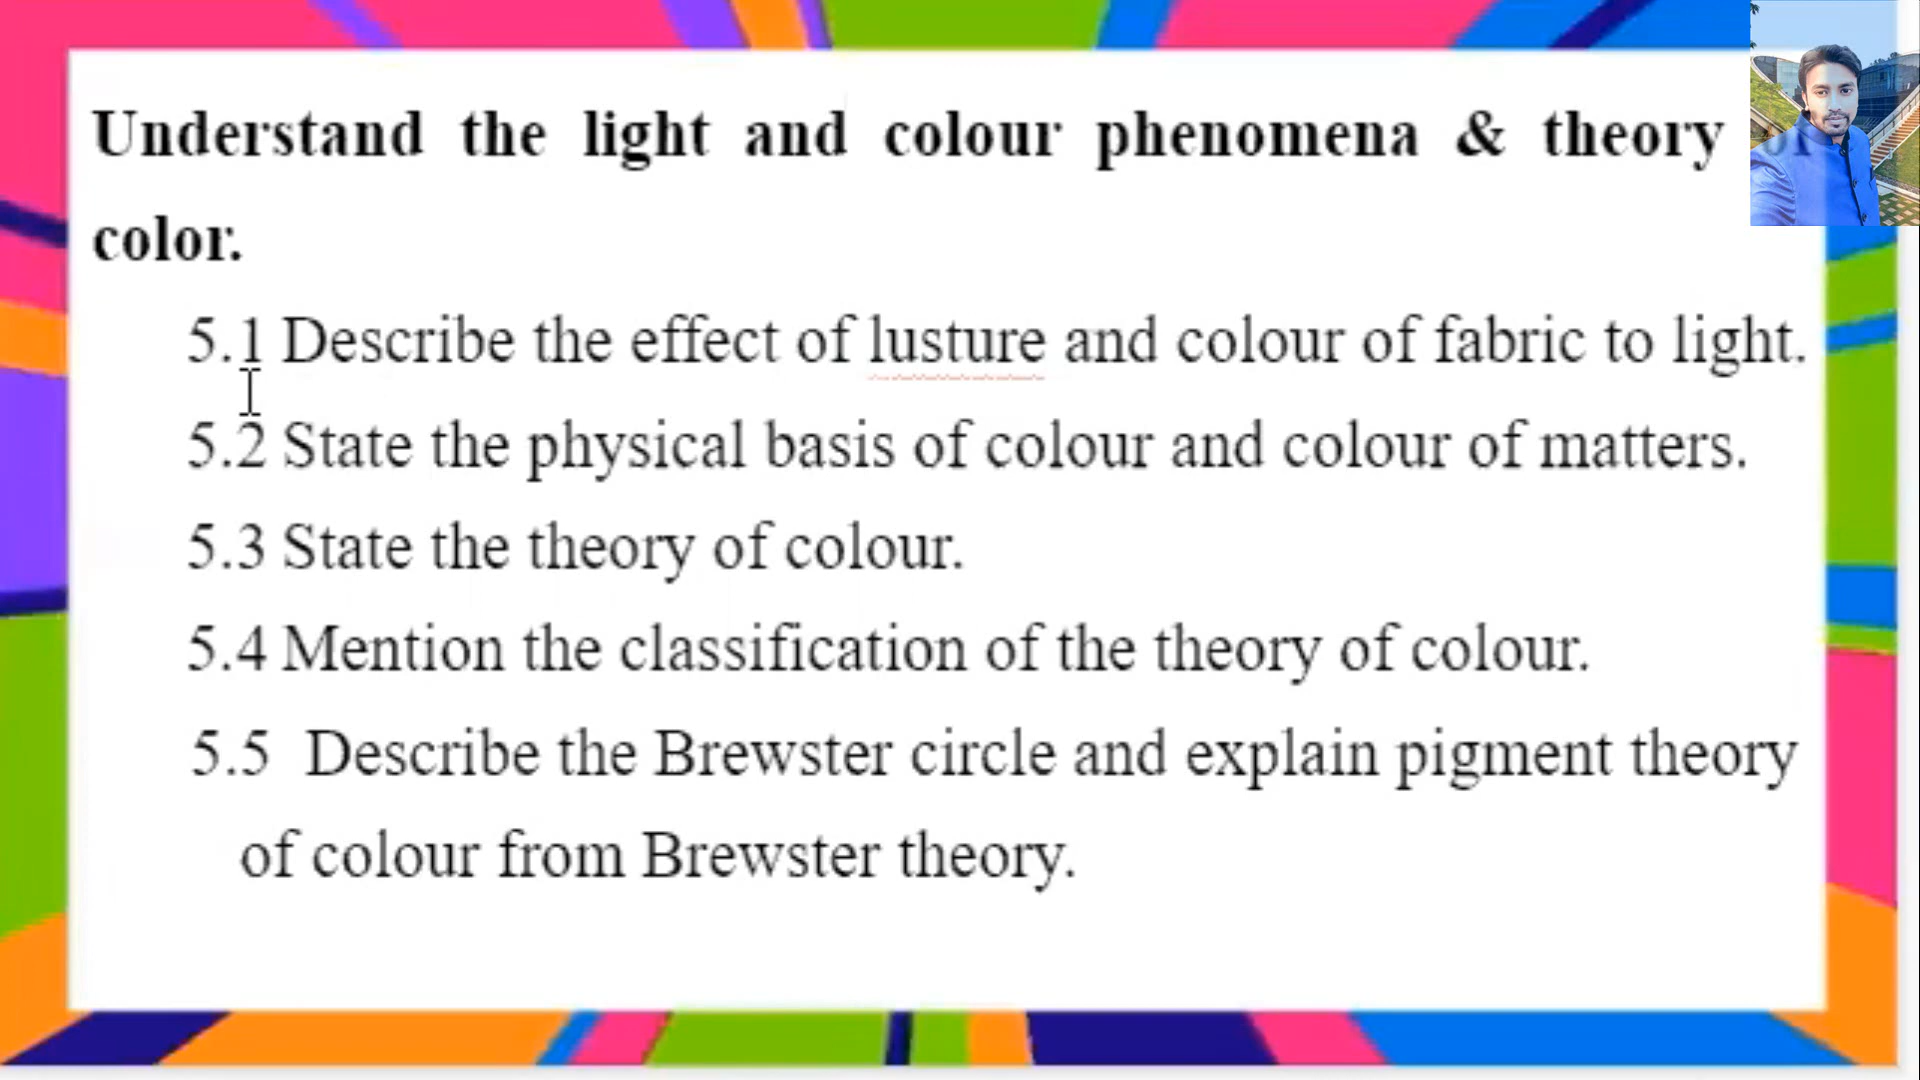 Understand the light and colour phenomena & theory of
color.
5.1 Describe the effect of lusture and colour of fabric to light.
5.2 State the physical basis of colour and colour of matters.
5.3 State the theory of colour.
5.4 Mention the classification of the theory of colour.
5.5 Describe the Brewster circle and explain pigment theory
of colour from Brewster theory.